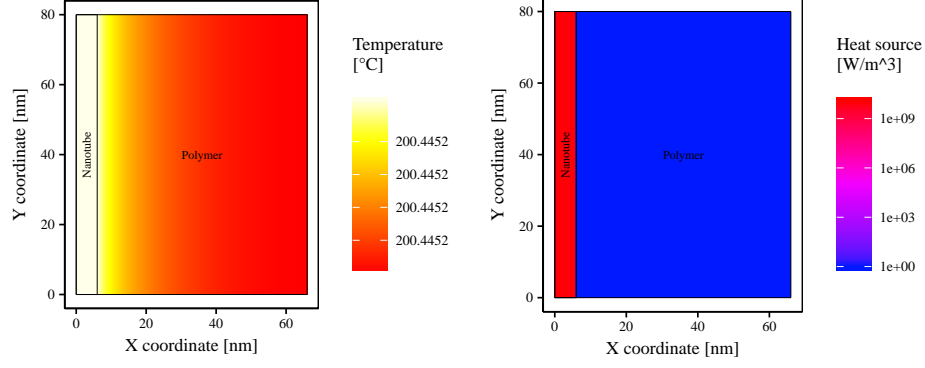 80
60
40
20
0
Y coordinate [nm]
Nanotube
Polymer
0 20 40 60
X coordinate [nm]
Temperature
[°C]
200.4452
200.4452
200.4452
200.4452
80
60
40
20
0
Y coordinate [nm]
Nanotube
Polymer
0 20 40 60
X coordinate [nm]
Heat source
[W/m^3]
1e+09
1e+06
1e+03
1e+00